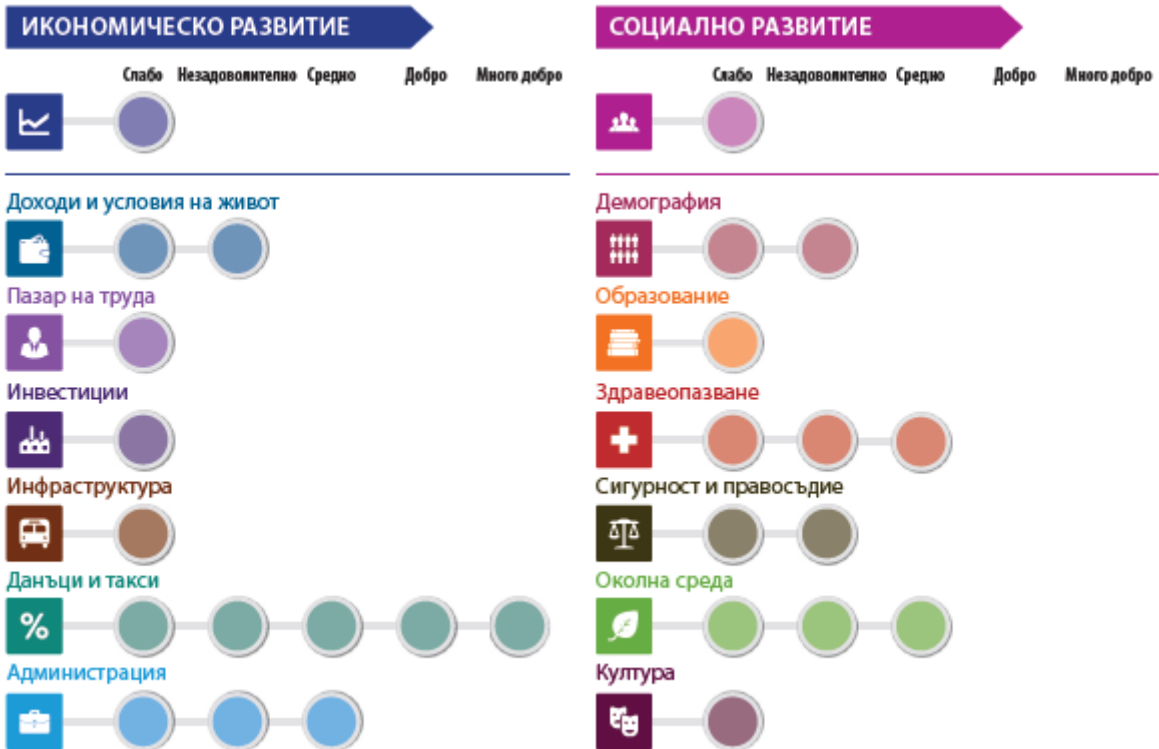 ИКОНОМИЧЕСКО РАЗВИТИЕ
Слабо Незадоволително Средно Добро Много добро
Доходи и условия на живот
Пазар на труда
Инвестиции
Инфраструктура
Данъци и такси
%
Администрация
СОЦИАЛНО РАЗВИТИЕ
Слабо Незадоволително Средно Добро Много добро
Демография
Образование
Здравеопазване
Сигурност и правосъдие
Околна среда
Култура